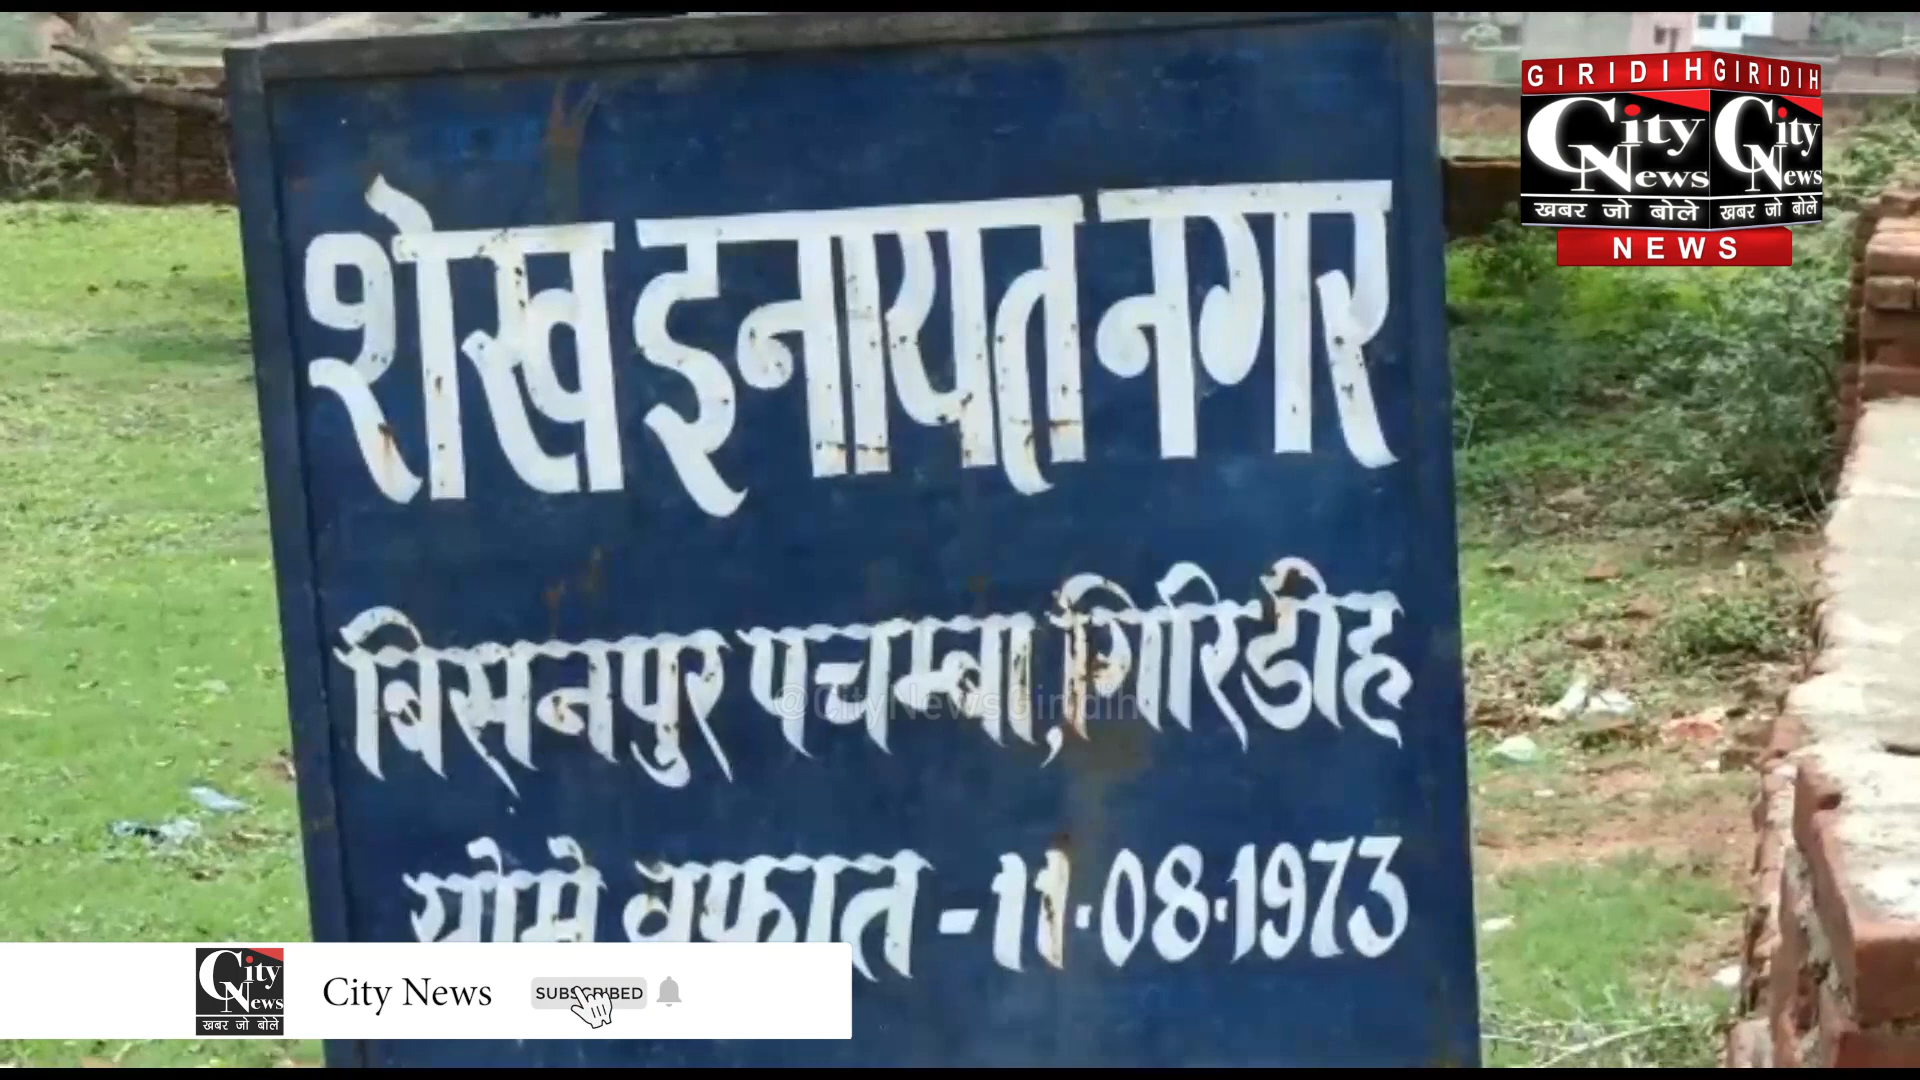 शेख इनायत नगर
बिसनपुर पचम्बा, गिरिडीह
योमे वफात - 11.08.1973
@CityNewsGiridih
GIRIDIH GIRIDIH
City News City News
खबर जो बोले खबर जो बोले
NEWS
City News
खबर जो बोले
City News
SUBSCRIBED